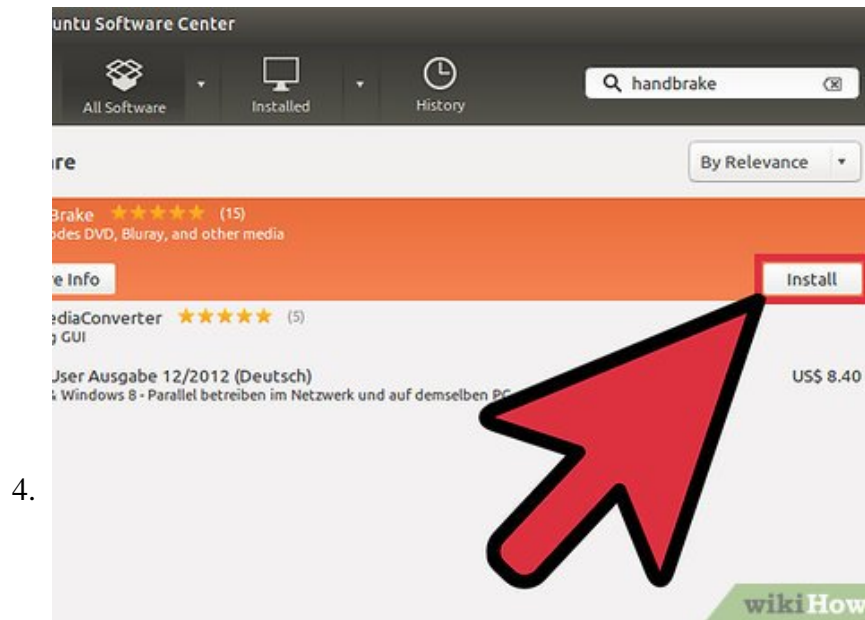 untu Software Center
All Software
Installed
History
handbrake
re
By Relevance
Brake (15)
odes DVD, Bluray, and other media
e Info
Install
ediaConverter (5)
g GUI
User Ausgabe 12/2012 (Deutsch)
US$ 8.40
& Windows 8 - Parallel betreiben im Netzwerk und auf demselben PC
4.
wikiHow